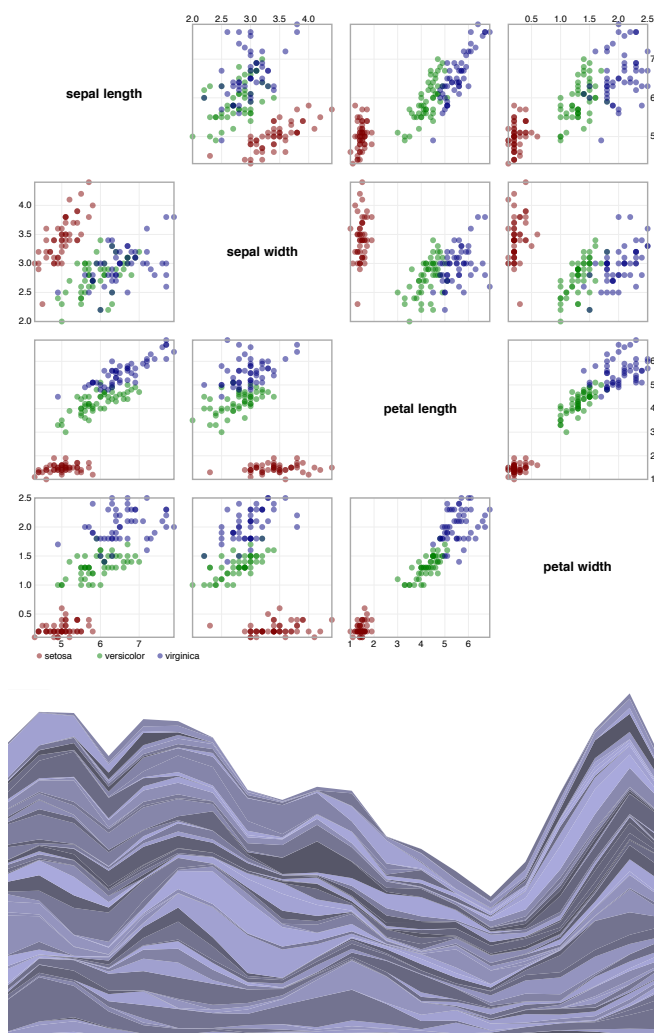 2.0 2.5 3.0 3.5 4.0
0.5 1.0 1.5 2.0 2.5
sepal length
7
6
5
4.0
3.5
3.0
2.5
2.0
sepal width
petal length
6
5
4
3
2
1
2.5
2.0
1.5
1.0
0.5
petal width
5 6 7
1 2 3 4 5 6
setosa versicolor virginica